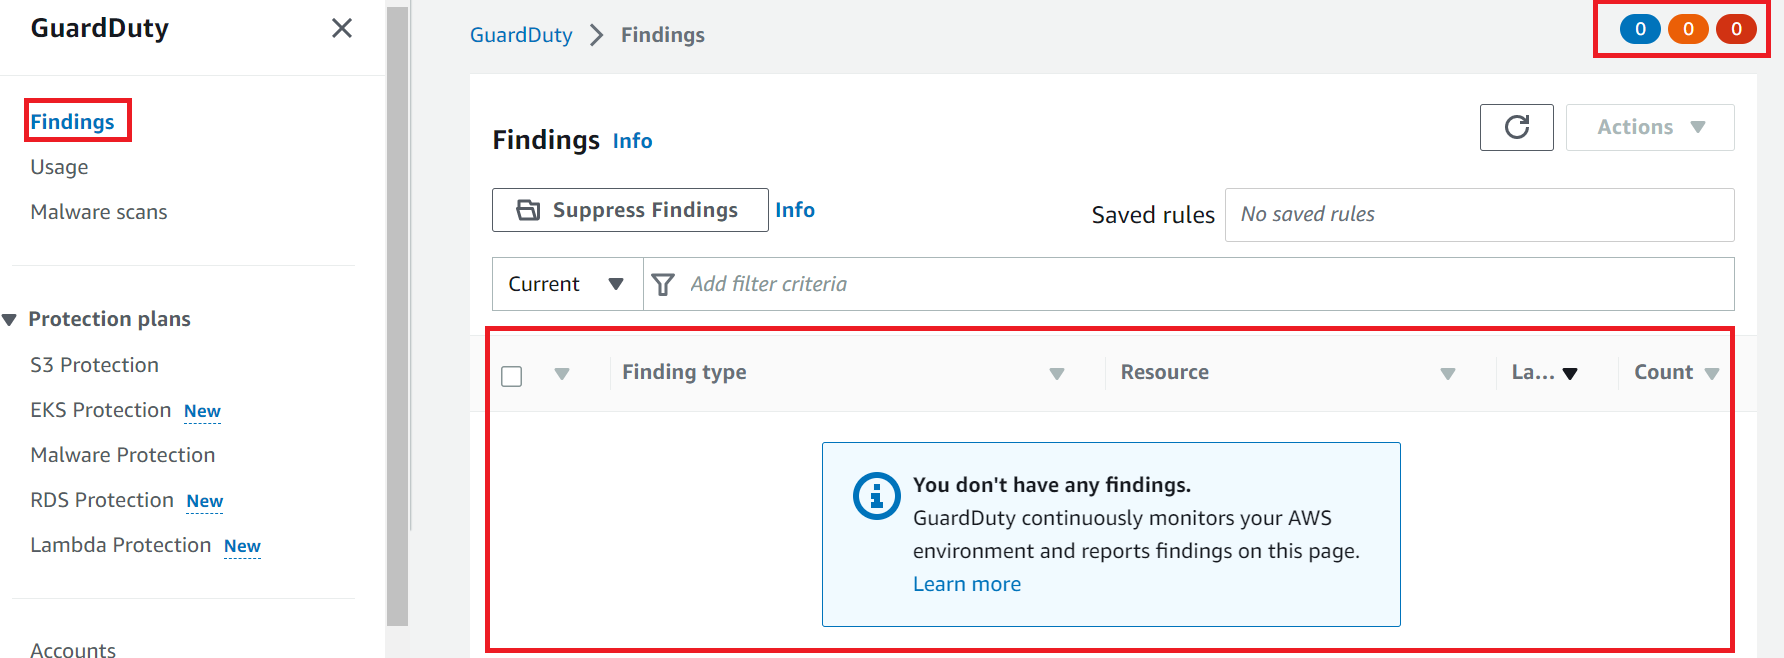 GuardDuty
Findings
Usage
Malware scans
Protection plans
S3 Protection
EKS Protection New
Malware Protection
RDS Protection New
Lambda Protection New
Accounts
GuardDuty > Findings
0 0 0
Findings Info
Actions
Suppress Findings Info
Saved rules No saved rules
Current Add filter criteria
Finding type Resource La... Count
You don't have any findings.
GuardDuty continuously monitors your AWS
environment and reports findings on this page.
Learn more